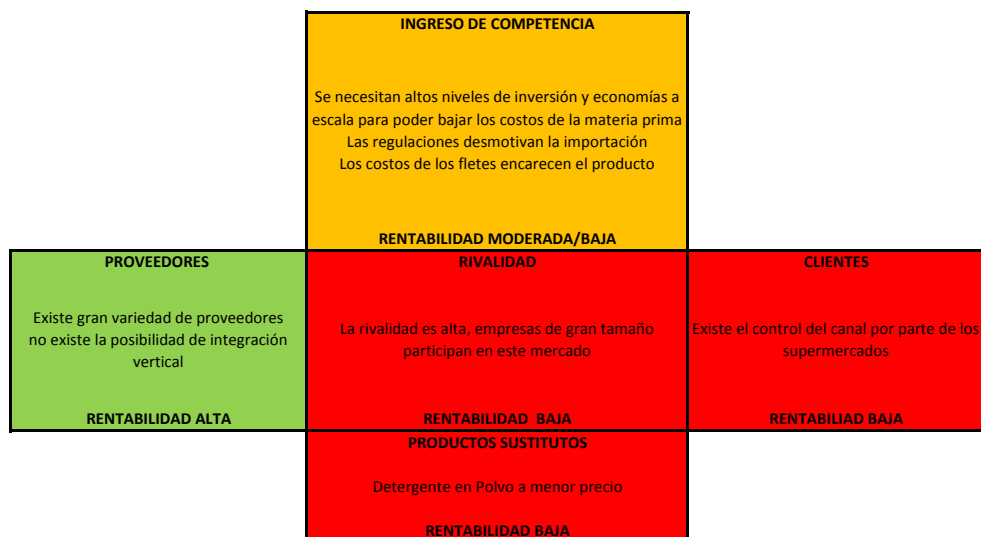 INGRESO DE COMPETENCIA
Se necesitan altos niveles de inversión y economías a
escala para poder bajar los costos de la materia prima
Las regulaciones desmotivan la importación
Los costos de los fletes encarecen el producto
RENTABILIDAD MODERADA/BAJA
PROVEEDORES
Existe gran variedad de proveedores
no existe la posibilidad de integración
vertical
RENTABILIDAD ALTA
RIVALIDAD
La rivalidad es alta, empresas de gran tamaño
participan en este mercado
RENTABILIDAD BAJA
CLIENTES
Existe el control del canal por parte de los
supermercados
RENTABILIAD BAJA
PRODUCTOS SUSTITUTOS
Detergente en Polvo a menor precio
RENTABILIDAD BAJA